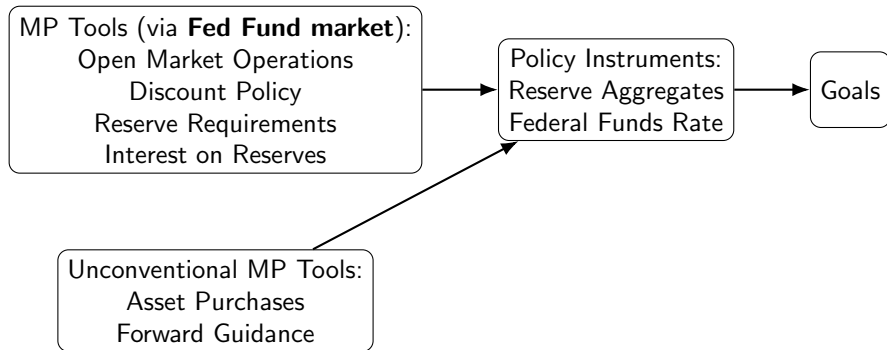 MP Tools (via Fed Fund market):
Open Market Operations
Discount Policy
Reserve Requirements
Interest on Reserves
Policy Instruments:
Reserve Aggregates
Federal Funds Rate
Goals
Unconventional MP Tools:
Asset Purchases
Forward Guidance